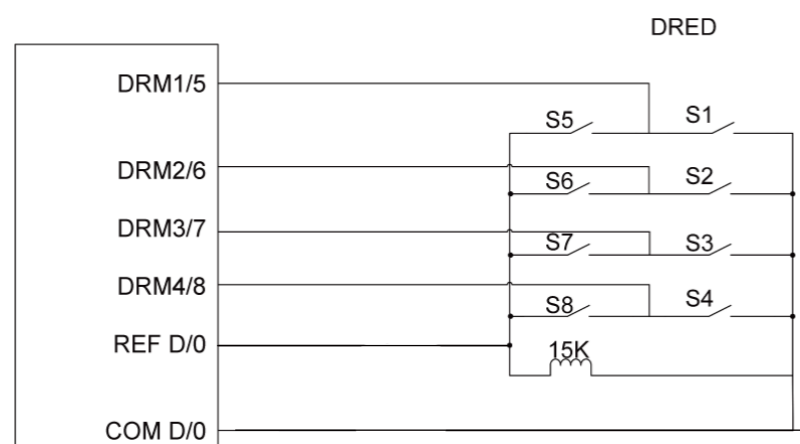 DRED
DRM1/5
S5
S1
DRM2/6
S6
S2
DRM3/7
S7
S3
DRM4/8
S8
S4
REF D/0
15K
COM D/0